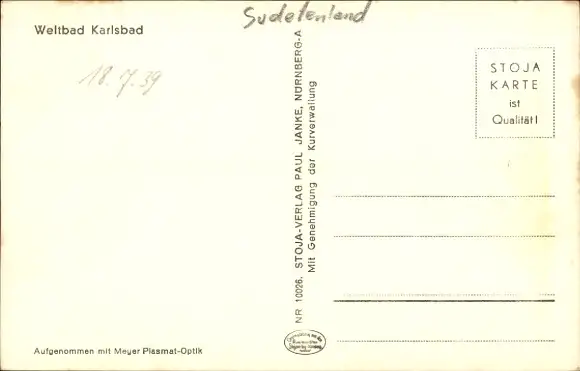 Sudetenland
Weltbad Karlsbad
18.7.39
STOJA
KARTE
ist
Qualität!
NR 10026. STOJA-VERLAG PAUL JANKE, NÜRNBERG-A
Mit Genehmigung der Kurverwaltung
Aufgenommen mit Meyer Plasmat-Optik